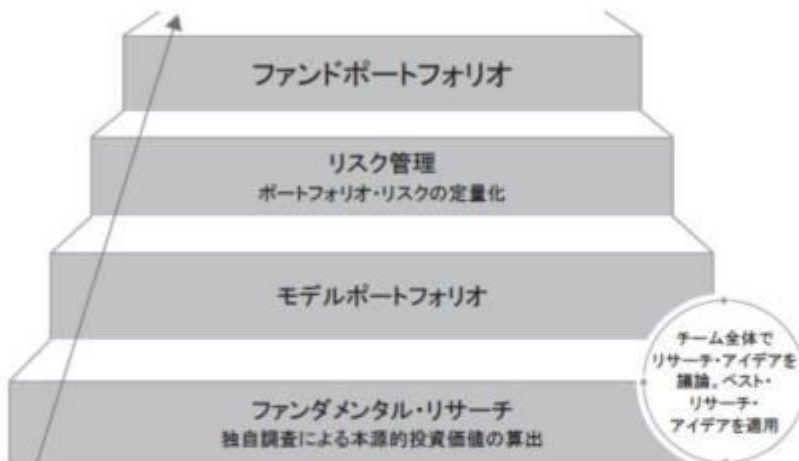 ファンドポートフォリオ
リスク管理
ポートフォリオ・リスクの定量化
モデルポートフォリオ
チーム全体で
リサーチ・アイデアを
議論。ベスト・
リサーチ・
アイデアを適用
ファンダメンタル・リサーチ
独自調査による本源的投資価値の算出